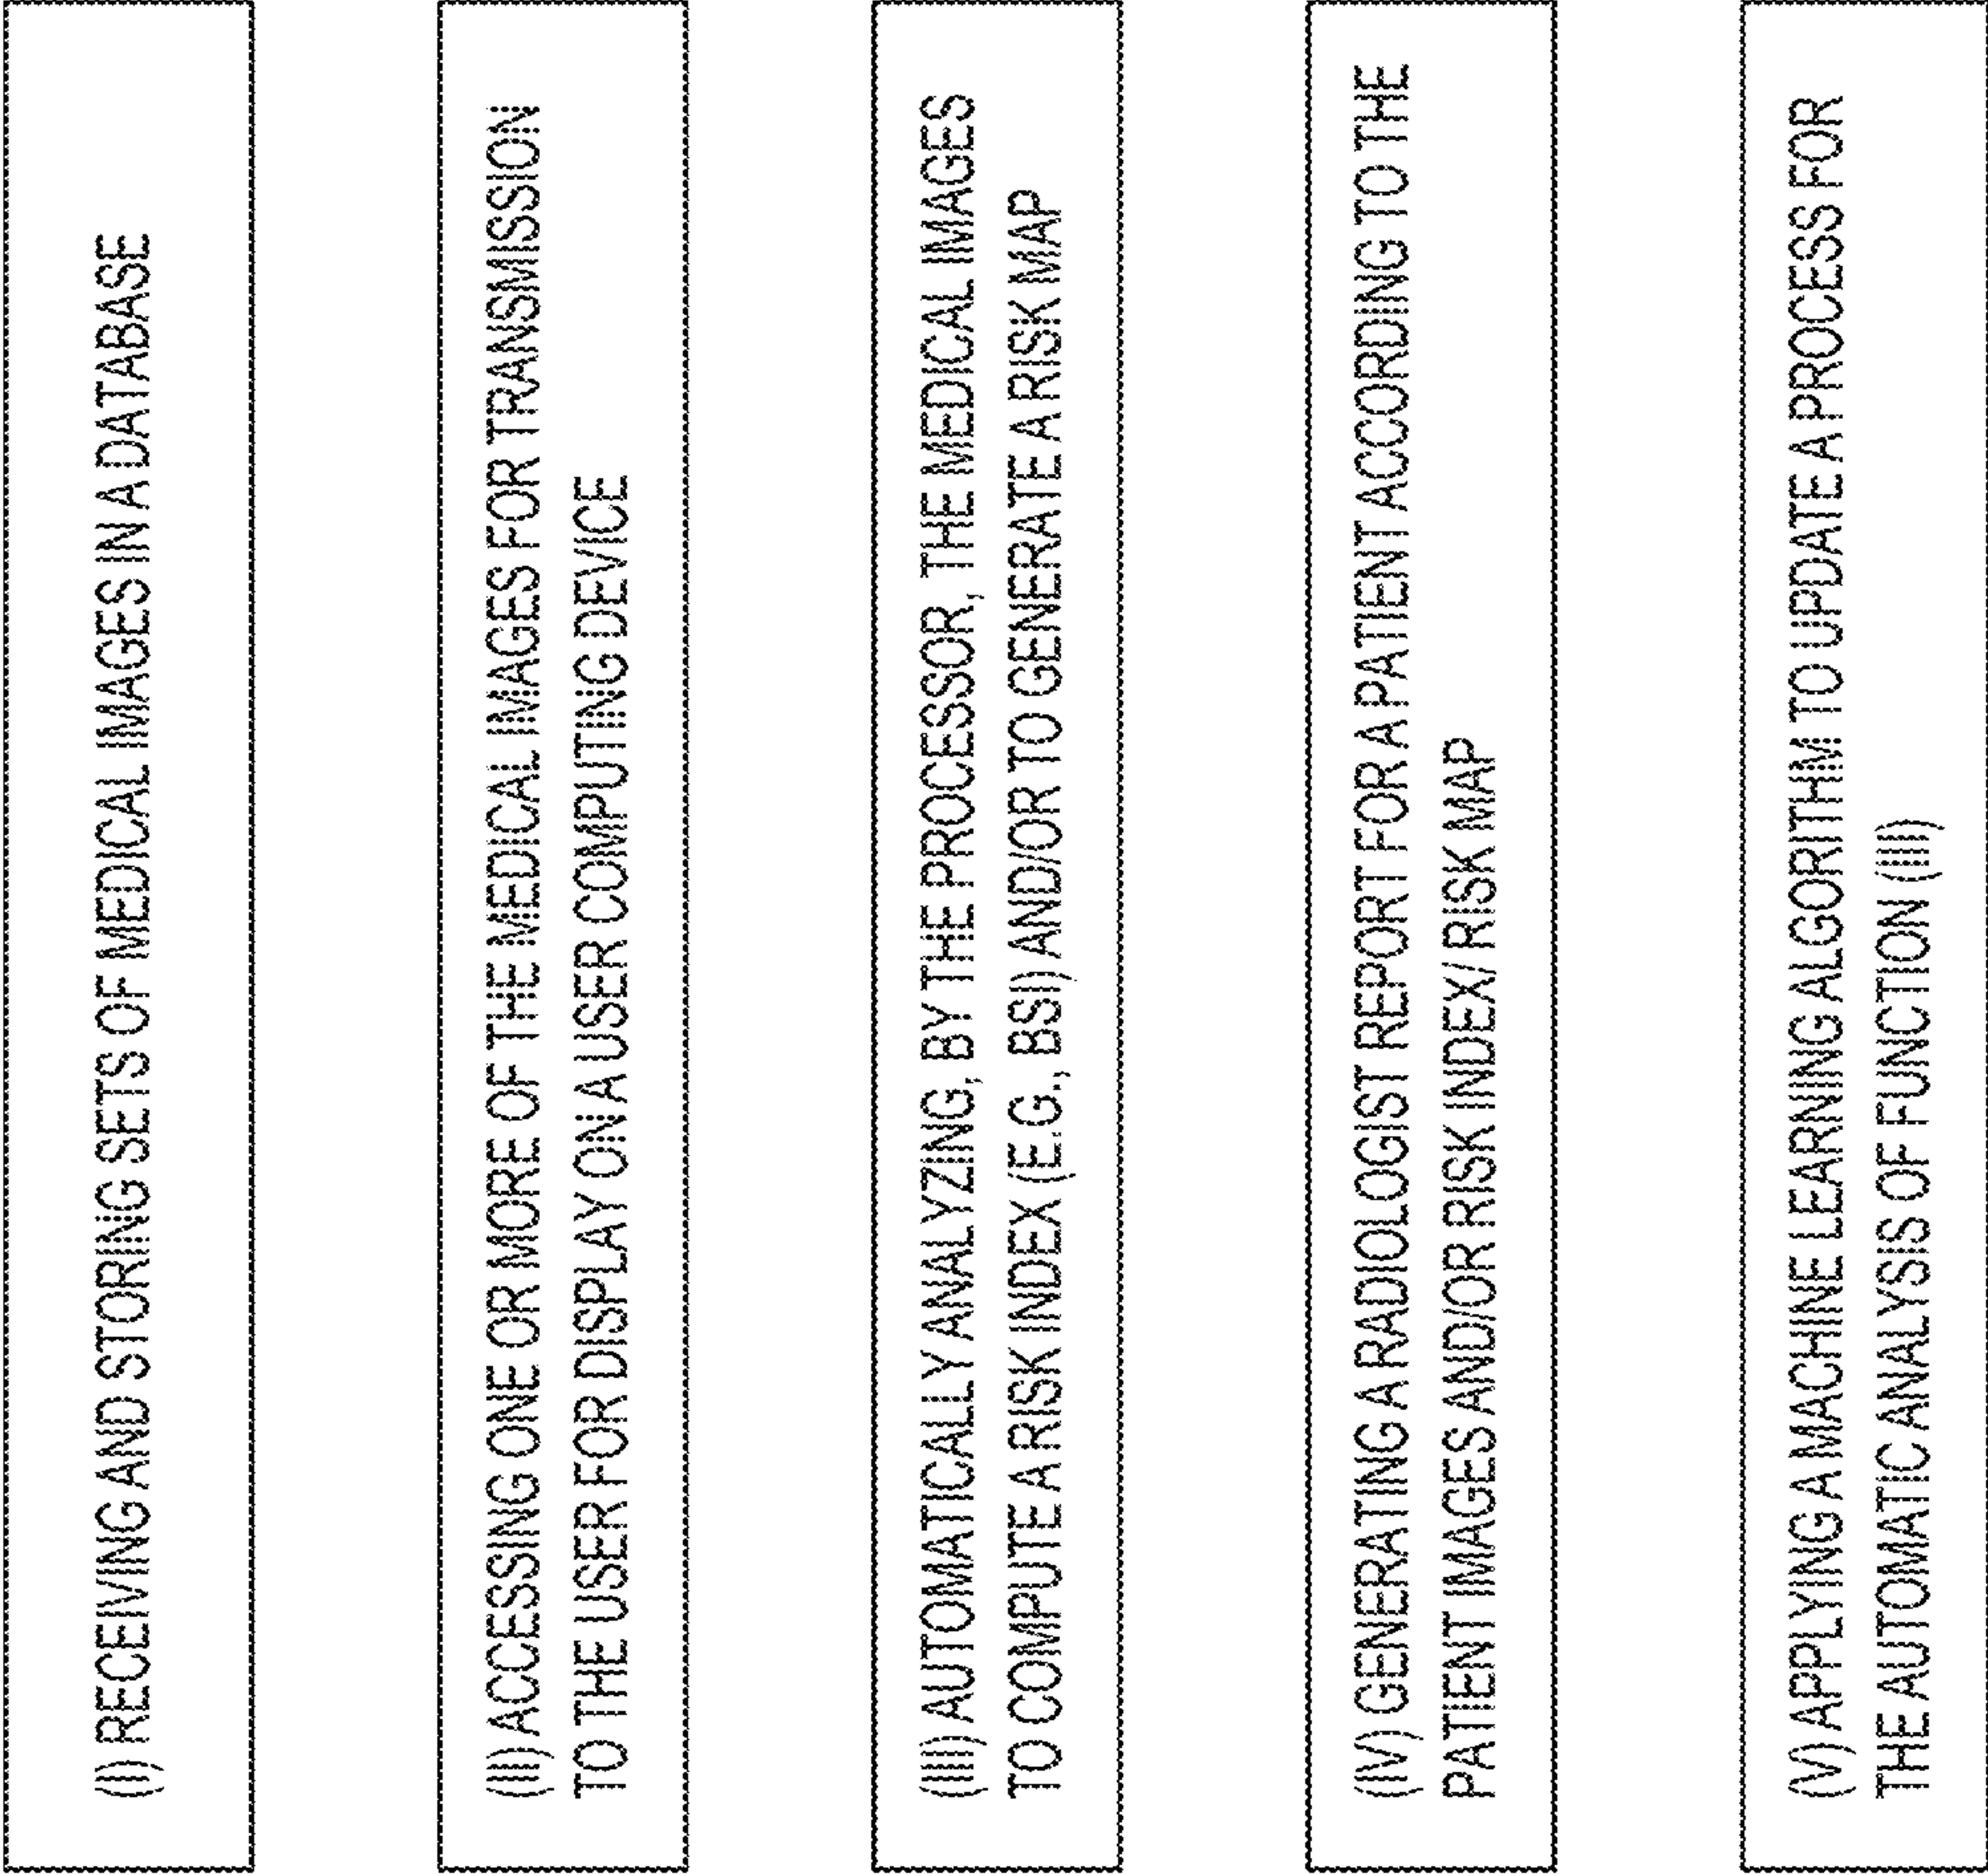 (I) RECEIVING AND STORING SETS OF MEDICAL IMAGES IN A DATABASE
(II) ACCESSING ONE OR MORE OF THE MEDICAL IMAGES FOR TRANSMISSION
TO THE USER FOR DISPLAY ON A USER COMPUTING DEVICE
(III) AUTOMATICALLY ANALYZING, BY THE PROCESSOR, THE MEDICAL IMAGES
TO COMPUTE A RISK INDEX (E.G., BSI) AND/OR TO GENERATE A RISK MAP
(IV) GENERATING A RADIOLOGIST REPORT FOR A PATIENT ACCORDING TO THE
PATIENT IMAGES AND/OR RISK INDEX/ RISK MAP
(V) APPLYING A MACHINE LEARNING ALGORITHM TO UPDATE A PROCESS FOR
THE AUTOMATIC ANALYSIS OF FUNCTION (III)